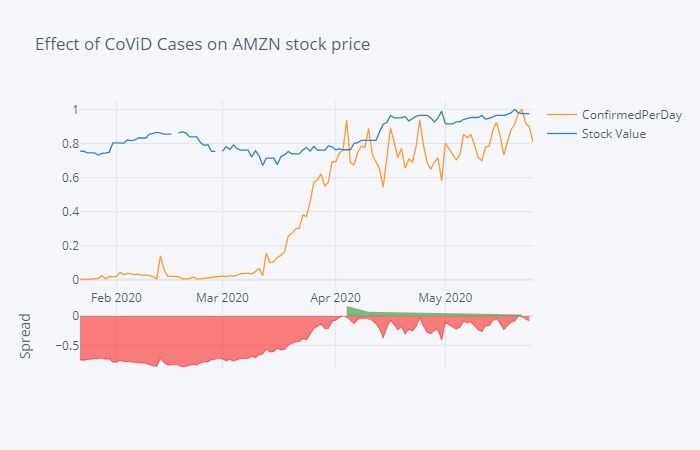 Effect of CoViD Cases on AMZN stock price
1
0.8
0.6
0.4
0.2
0
ConfirmedPerDay
Stock Value
Feb 2020
Mar 2020
Apr 2020
May 2020
0
−0.5
Spread